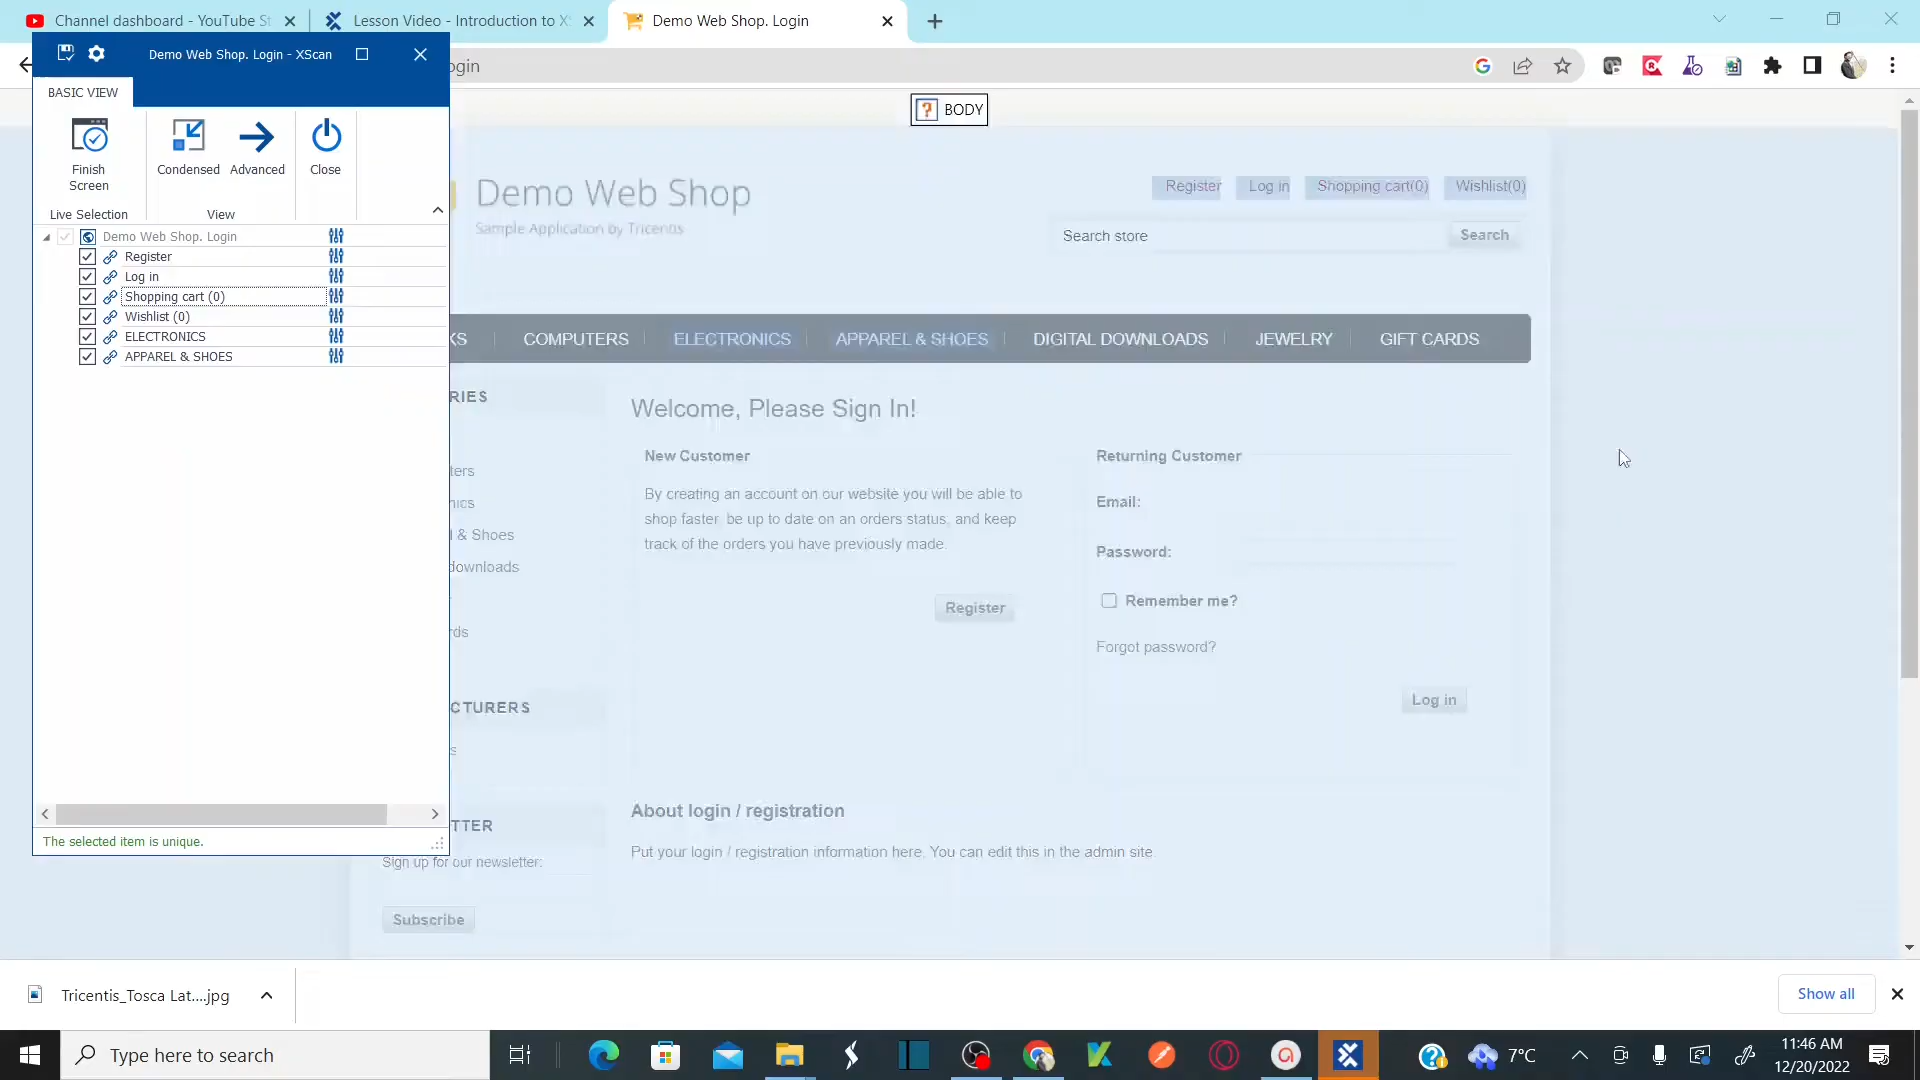 Channel dashboard - YouTube St
Lesson Video - Introduction to XS
Demo Web Shop. Login
Demo Web Shop. Login - XScan
ogin
BASIC VIEW
BODY
Finish
Screen
Condensed
Advanced
Close
Live Selection
View
Demo Web Shop. Login
Register
Log in
Shopping cart (0)
Wishlist (0)
ELECTRONICS
APPAREL & SHOES
The selected item is unique.
Demo Web Shop
Sample Application by Tricentis
Register
Log in
Shopping cart(0)
Wishlist(0)
Search store
Search
KS
COMPUTERS
ELECTRONICS
APPAREL & SHOES
DIGITAL DOWNLOADS
JEWELRY
GIFT CARDS
RIES
ters
nics
l & Shoes
downloads
rds
CTURERS
s
TTER
Sign up for our newsletter:
Subscribe
Welcome, Please Sign In!
New Customer
By creating an account on our website you will be able to
shop faster, be up to date on an orders status, and keep
track of the orders you have previously made.
Register
Returning Customer
Email:
Password:
Remember me?
Forgot password?
Log in
About login / registration
Put your login / registration information here. You can edit this in the admin site.
Tricentis_Tosca Lat....jpg
Show all
Type here to search
7°C
11:46 AM
12/20/2022